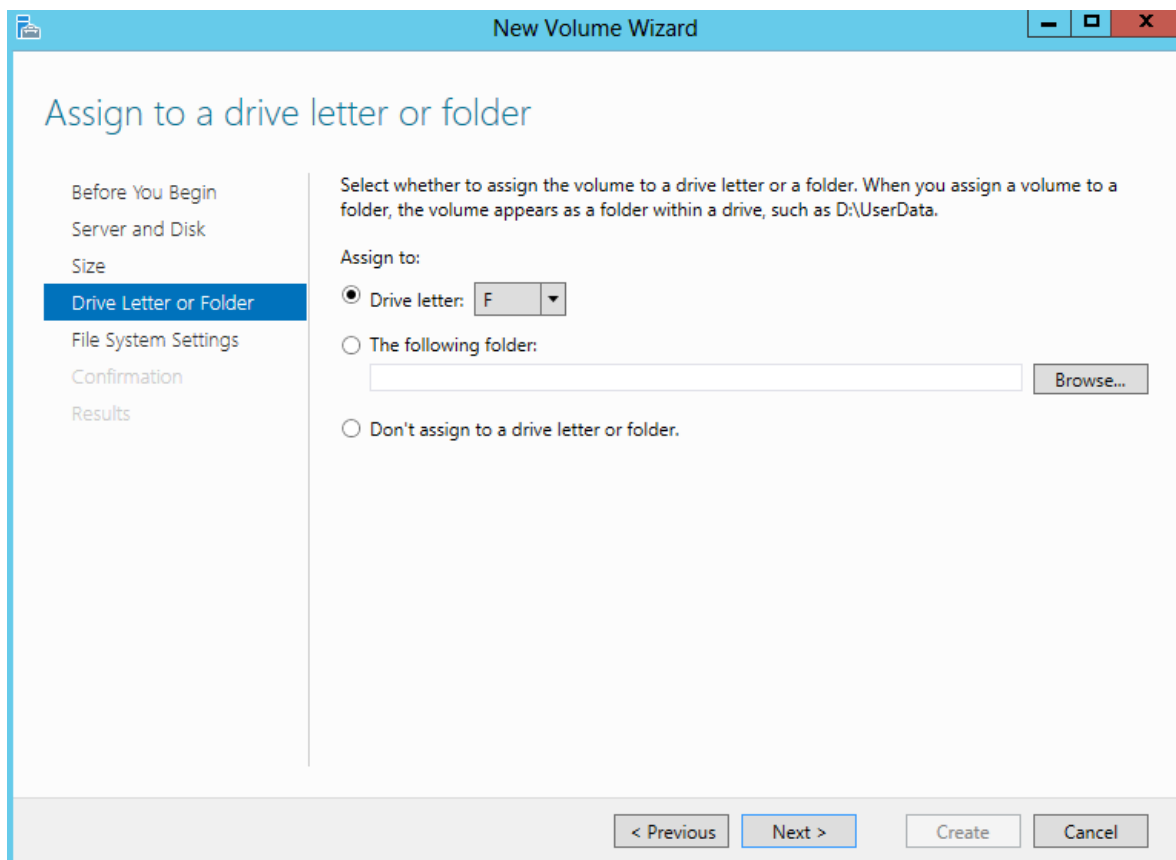 New Volume Wizard
Assign to a drive letter or folder
Before You Begin
Server and Disk
Size
Drive Letter or Folder
File System Settings
Confirmation
Results
Select whether to assign the volume to a drive letter or a folder. When you assign a volume to a
folder, the volume appears as a folder within a drive, such as D:\UserData.
Assign to:
Drive letter: F
The following folder:
Browse...
Don't assign to a drive letter or folder.
< Previous Next > Create Cancel